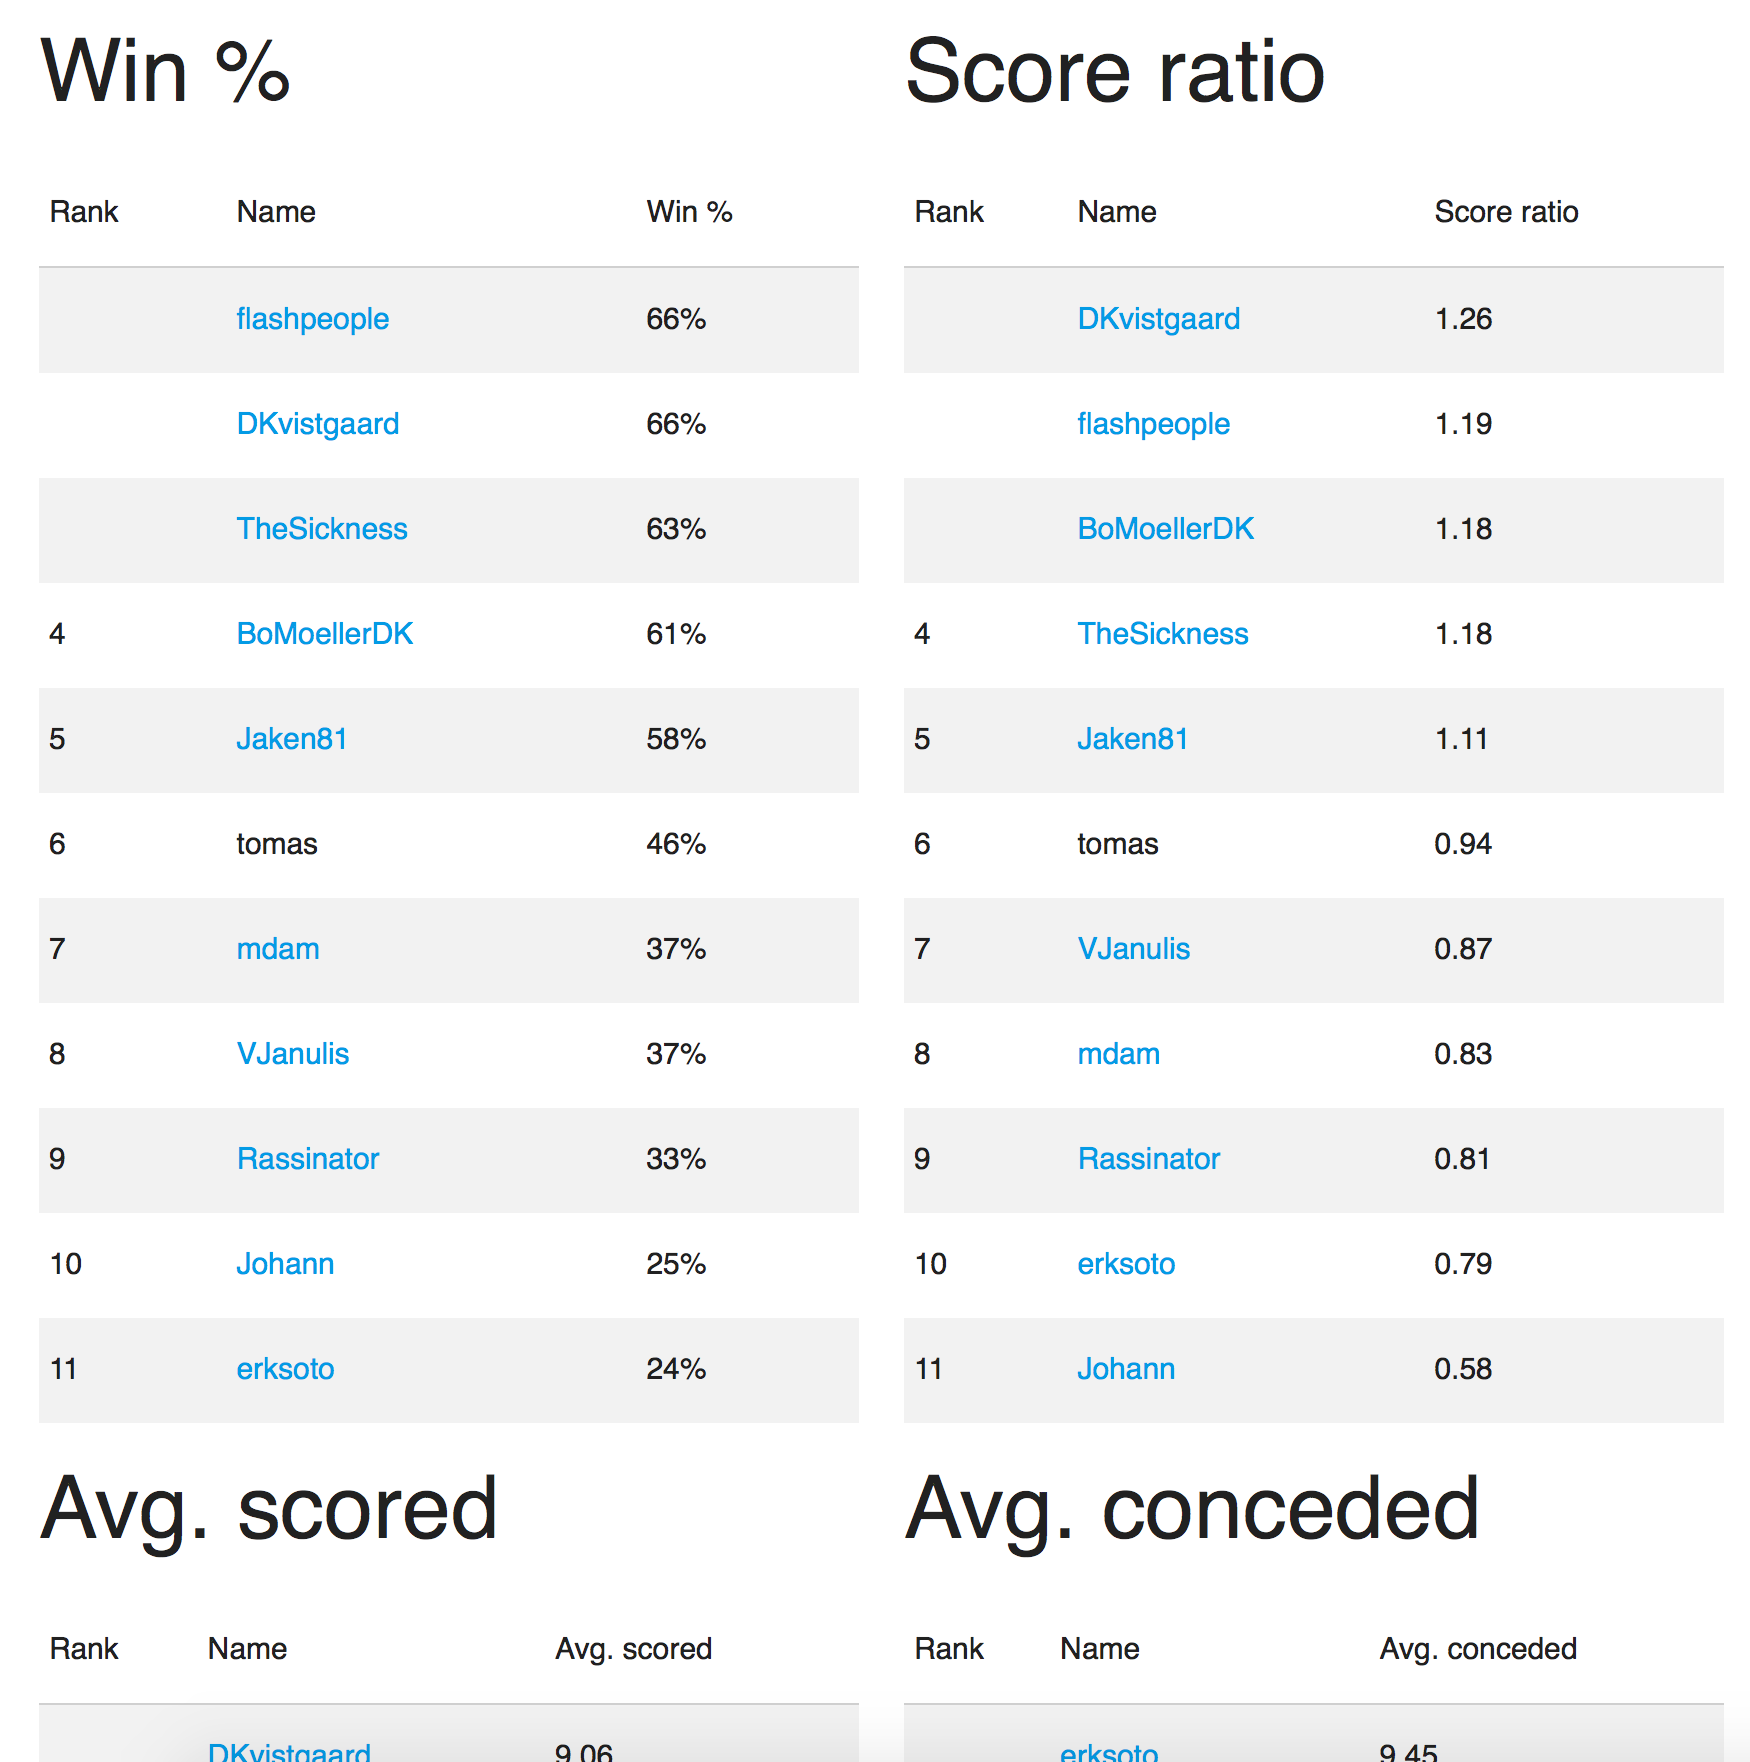 Win %
Rank Name Win %
flashpeople 66%
DKvistgaard 66%
TheSickness 63%
4 BoMoellerDK 61%
5 Jaken81 58%
6 tomas 46%
7 mdam 37%
8 VJanulis 37%
9 Rassinator 33%
10 Johann 25%
11 erksoto 24%
Score ratio
Rank Name Score ratio
DKvistgaard 1.26
flashpeople 1.19
BoMoellerDK 1.18
4 TheSickness 1.18
5 Jaken81 1.11
6 tomas 0.94
7 VJanulis 0.87
8 mdam 0.83
9 Rassinator 0.81
10 erksoto 0.79
11 Johann 0.58
Avg. scored
Rank Name Avg. scored
DKvistgaard 9.06
Avg. conceded
Rank Name Avg. conceded
erksoto 9.45